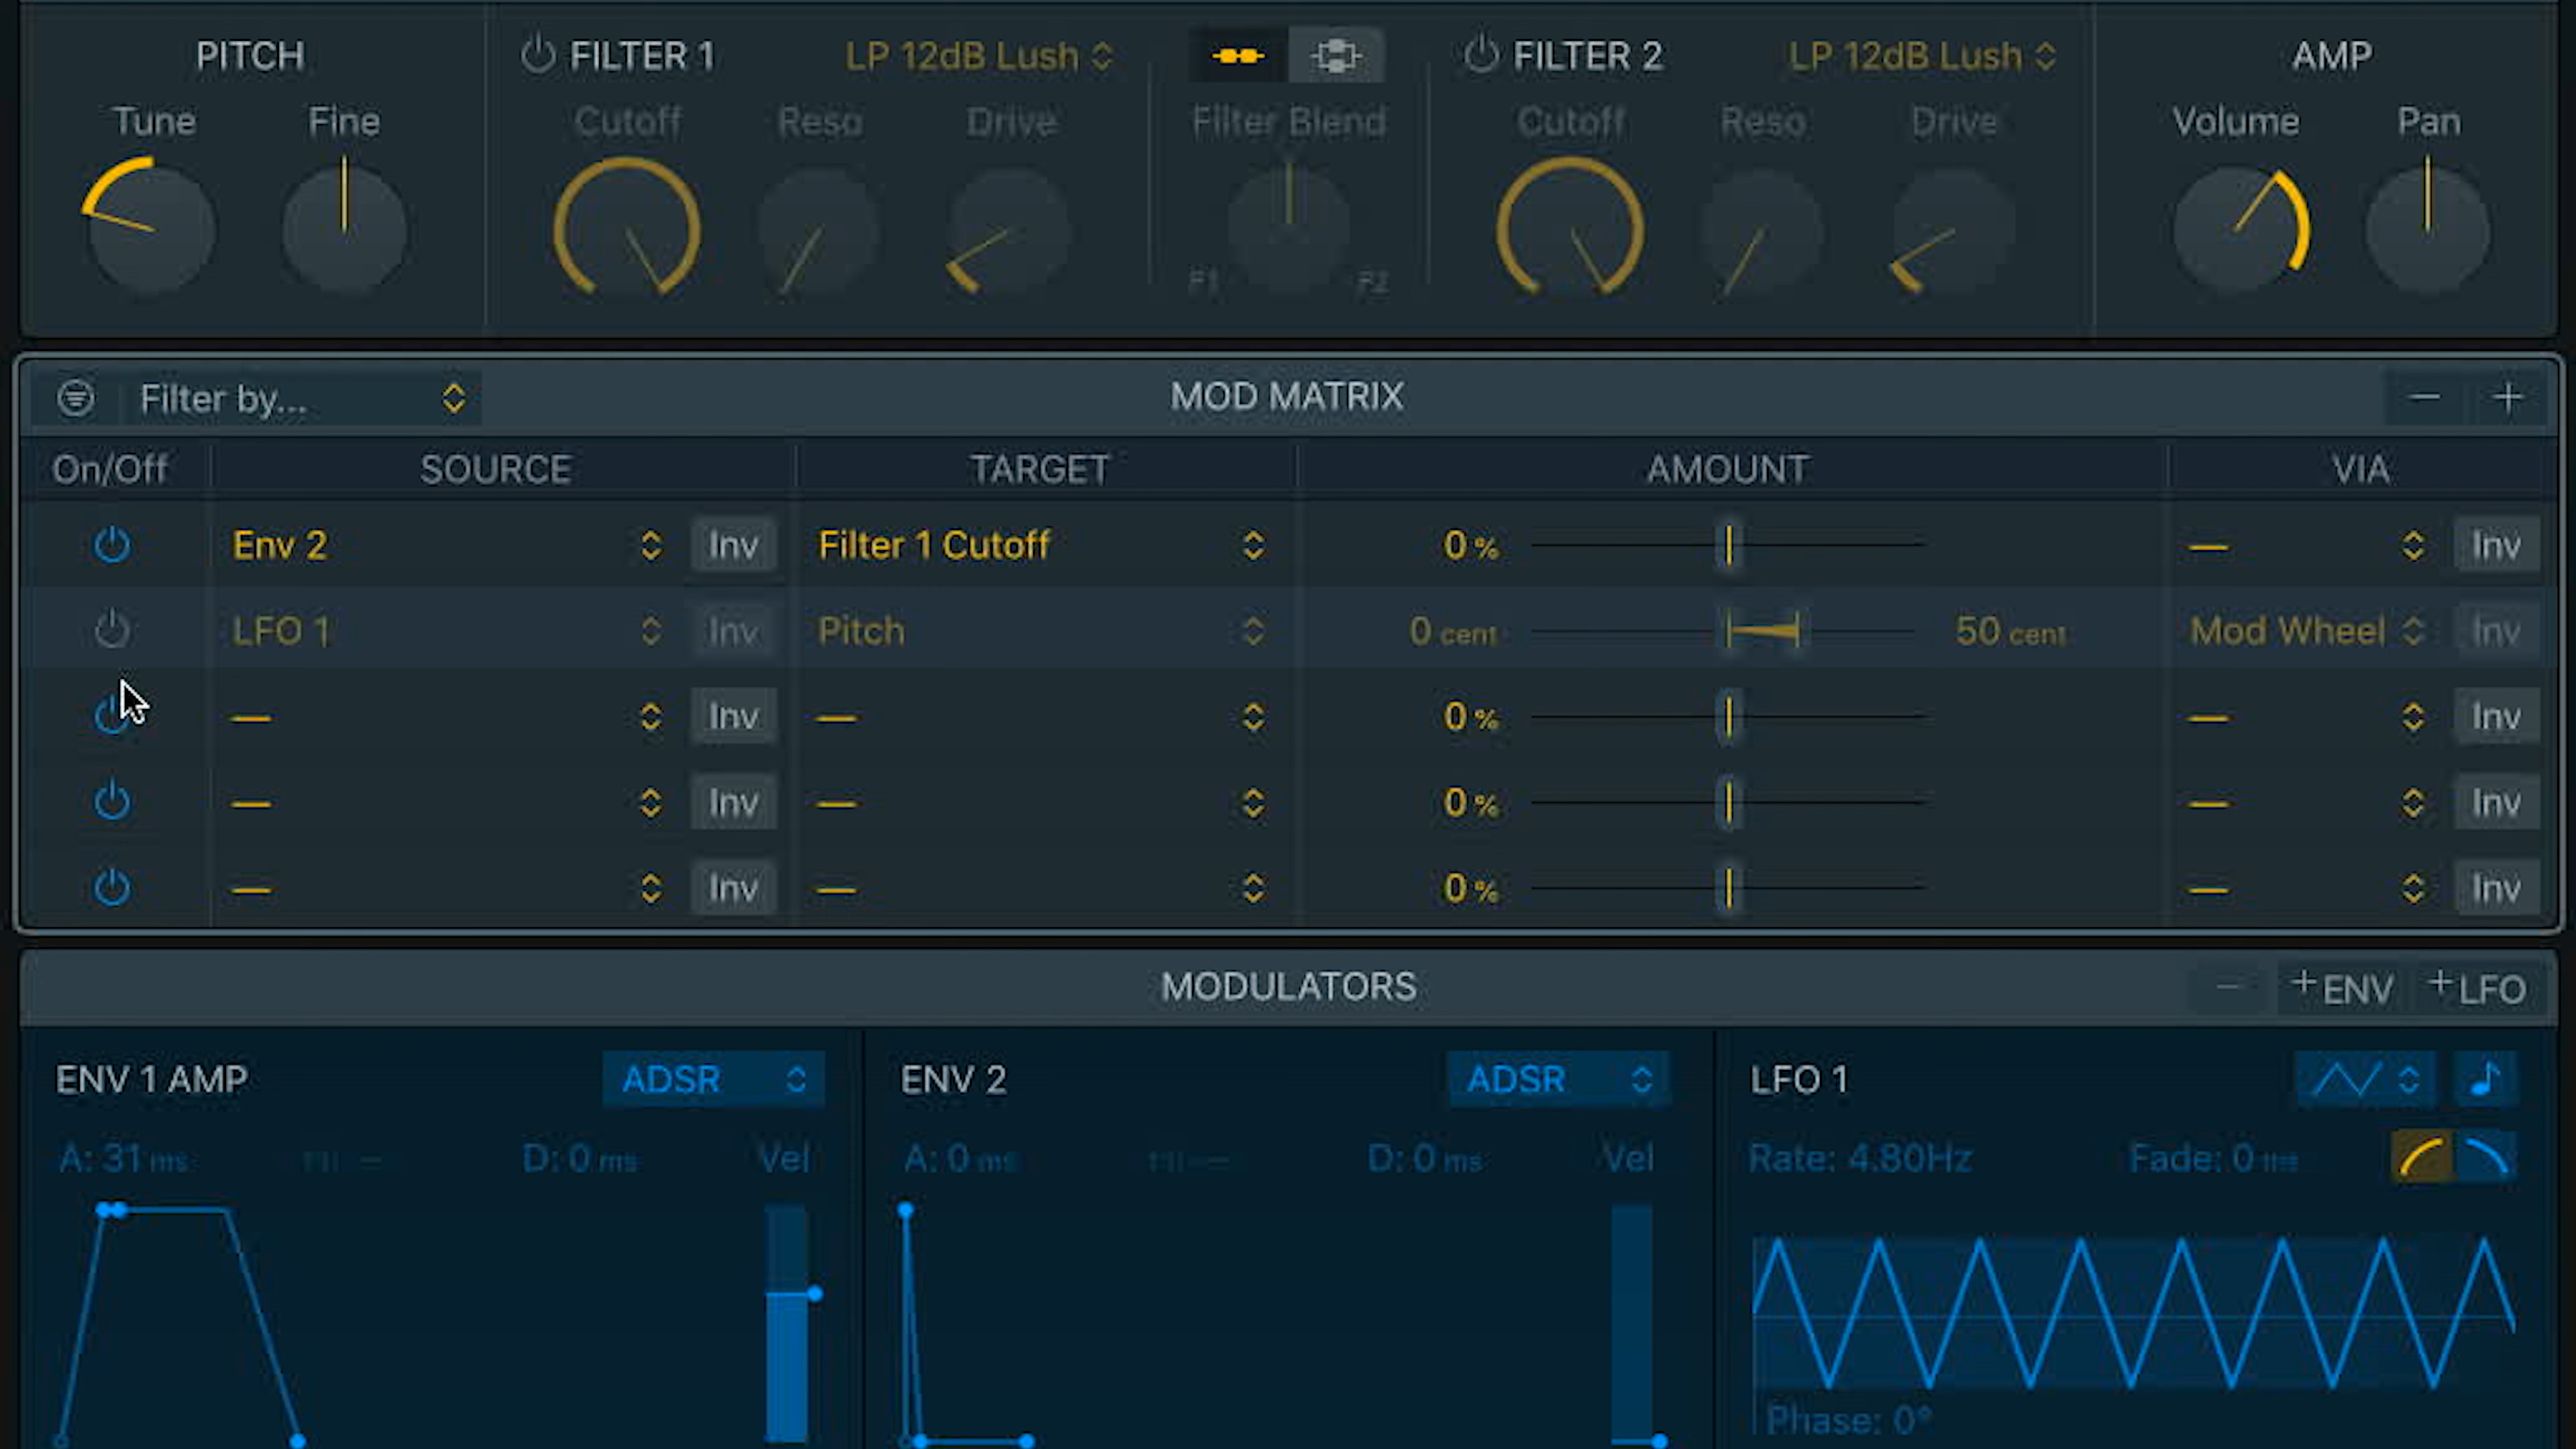 PITCH FILTER 1 LP 12dB Lush FILTER 2 LP 12dB Lush AMP
Tune Fine Cutoff Reso Drive Filter Blend Cutoff Reso Drive Volume Pan
F1 F2
Filter by... MOD MATRIX − +
On/Off SOURCE TARGET AMOUNT VIA
Env 2 Inv Filter 1 Cutoff 0 % — Inv
LFO 1 Inv Pitch 0 cent 50 cent Mod Wheel Inv
— Inv — 0 % — Inv
— Inv — 0 % — Inv
— Inv — 0 % — Inv
MODULATORS − +ENV +LFO
ENV 1 AMP ADSR ENV 2 ADSR LFO 1
A: 31 ms D: 0 ms Vel A: 0 ms D: 0 ms Vel Rate: 4.80Hz Fade: 0
Phase: 0°